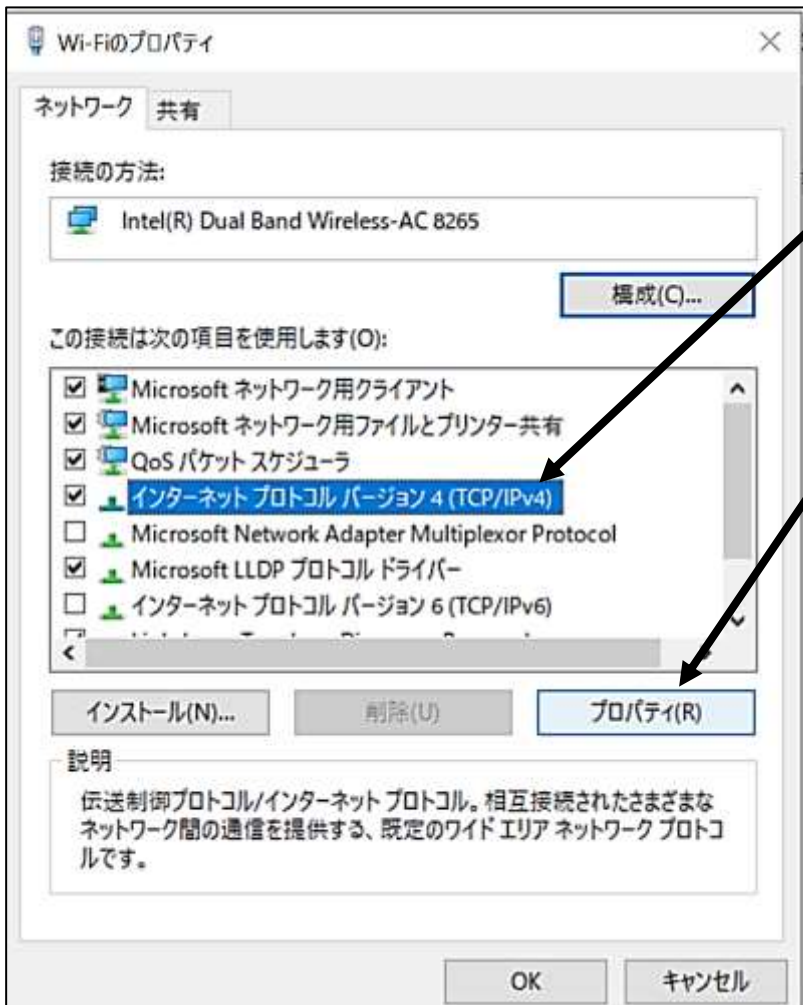 Wi-Fiのプロパティ
ネットワーク 共有
接続の方法:
Intel(R) Dual Band Wireless-AC 8265
構成(C)...
この接続は次の項目を使用します(O):
Microsoft ネットワーク用クライアント
Microsoft ネットワーク用ファイルとプリンター共有
QoS パケット スケジューラ
インターネット プロトコル バージョン 4 (TCP/IPv4)
Microsoft Network Adapter Multiplexor Protocol
Microsoft LLDP プロトコル ドライバー
インターネット プロトコル バージョン 6 (TCP/IPv6)
インストール(N)... 削除(U) プロパティ(R)
説明
伝送制御プロトコル/インターネット プロトコル。相互接続されたさまざまな
ネットワーク間の通信を提供する、既定のワイド エリア ネットワーク プロトコ
ルです。
OK キャンセル